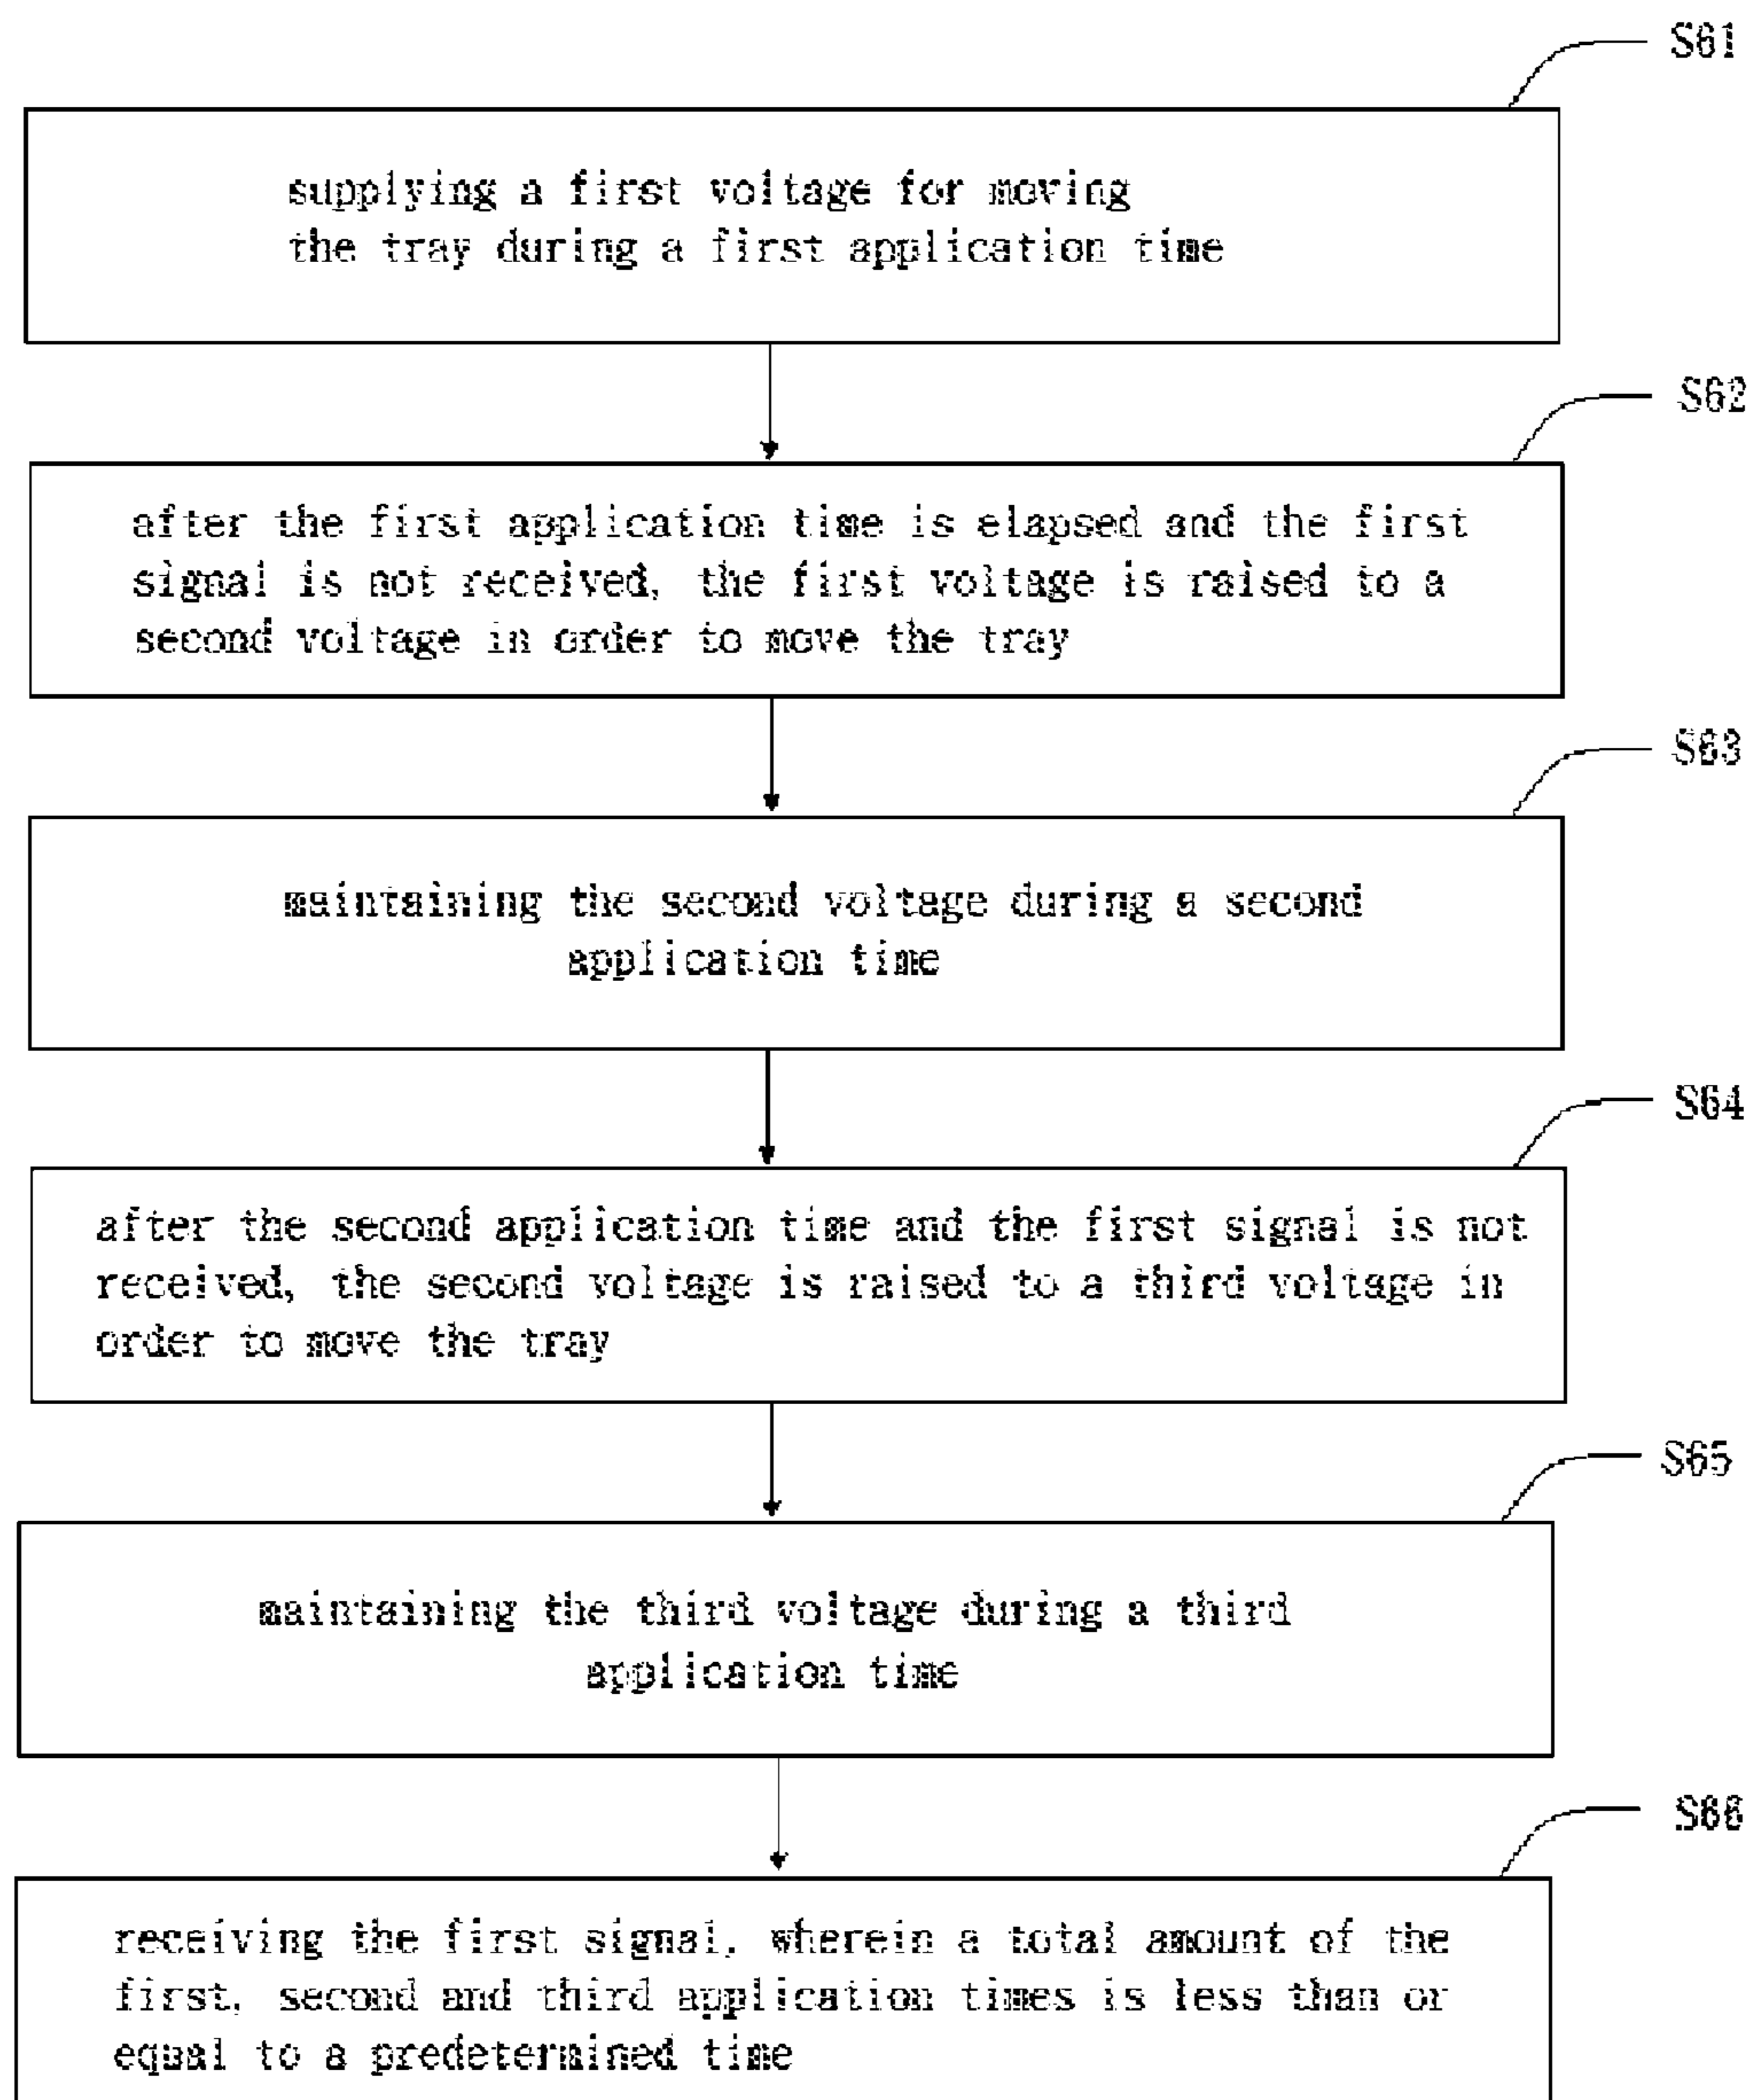 S61
supplying a first voltage for moving
the tray during a first application time
S62
after the first application time is elapsed and the first
signal is not received, the first voltage is raised to a
second voltage in order to move the tray
S63
maintaining the second voltage during a second
application time
S64
after the second application time and the first signal is not
received, the second voltage is raised to a third voltage in
order to move the tray
S65
maintaining the third voltage during a third
application time
S66
receiving the first signal, wherein a total amount of the
first, second and third application times is less than or
equal to a predetermined time